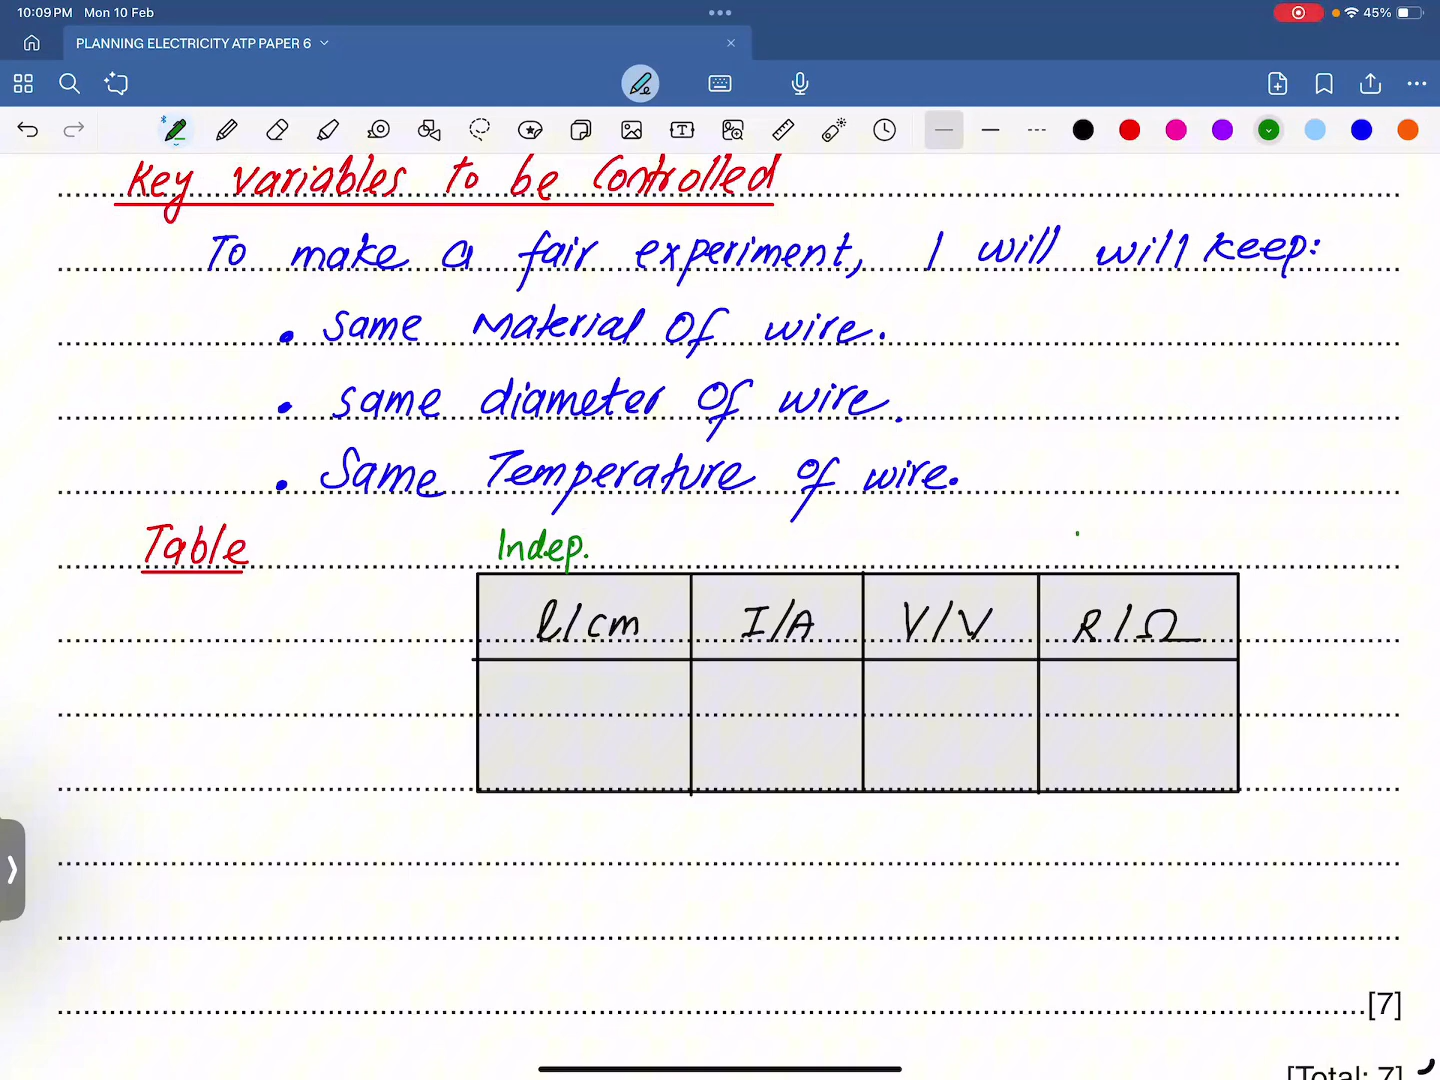 10:09 PM Mon 10 Feb
45%
PLANNING ELECTRICITY ATP PAPER 6
Key variables to be Controlled
To make a fair experiment, I will will keep:
• same Material Of wire.
• same diameter Of wire.
• Same Temperature of wire.
Table Indep.
l/cm I/A V/V R/Ω
[7]
[Total: 7]